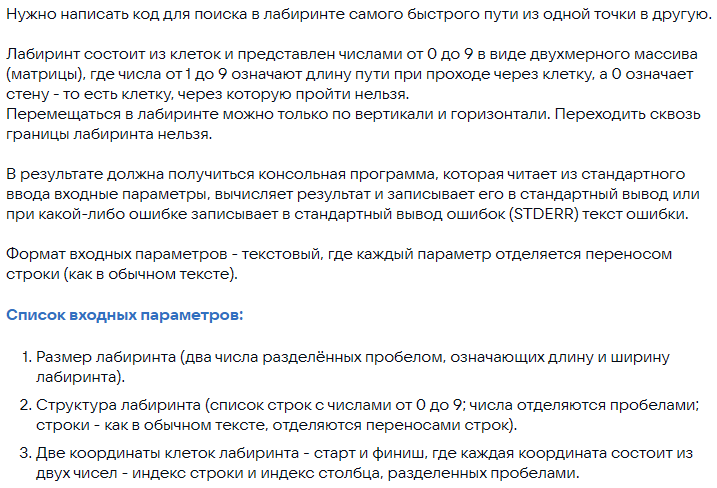 Нужно написать код для поиска в лабиринте самого быстрого пути из одной точки в другую.
Лабиринт состоит из клеток и представлен числами от 0 до 9 в виде двухмерного массива
(матрицы), где числа от 1 до 9 означают длину пути при проходе через клетку, а 0 означает
стену - то есть клетку, через которую пройти нельзя.
Перемещаться в лабиринте можно только по вертикали и горизонтали. Переходить сквозь
границы лабиринта нельзя.
В результате должна получиться консольная программа, которая читает из стандартного
ввода входные параметры, вычисляет результат и записывает его в стандартный вывод или
при какой-либо ошибке записывает в стандартный вывод ошибок (STDERR) текст ошибки.
Формат входных параметров - текстовый, где каждый параметр отделяется переносом
строки (как в обычном тексте).
Список входных параметров:
1. Размер лабиринта (два числа разделённых пробелом, означающих длину и ширину
лабиринта).
2. Структура лабиринта (список строк с числами от 0 до 9; числа отделяются пробелами;
строки - как в обычном тексте, отделяются переносами строк).
3. Две координаты клеток лабиринта - старт и финиш, где каждая координата состоит из
двух чисел - индекс строки и индекс столбца, разделенных пробелами.